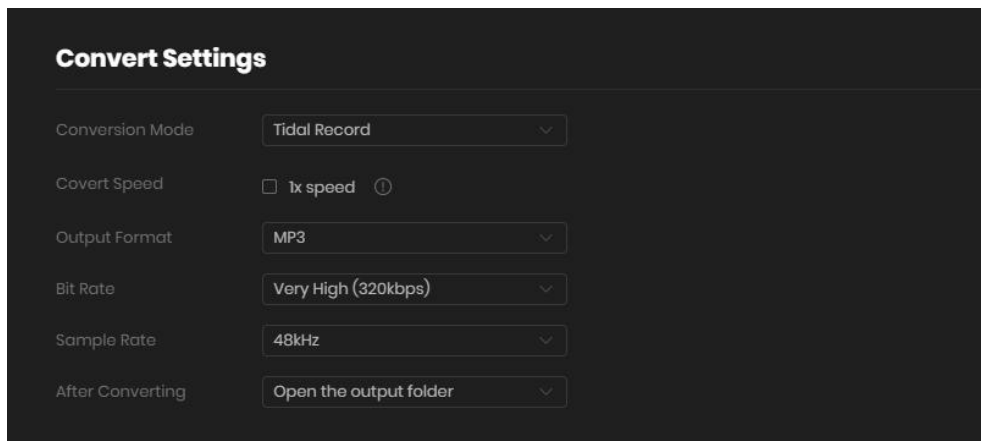 Convert Settings
Conversion Mode Tidal Record
Covert Speed 1x speed
Output Format MP3
Bit Rate Very High (320kbps)
Sample Rate 48kHz
After Converting Open the output folder